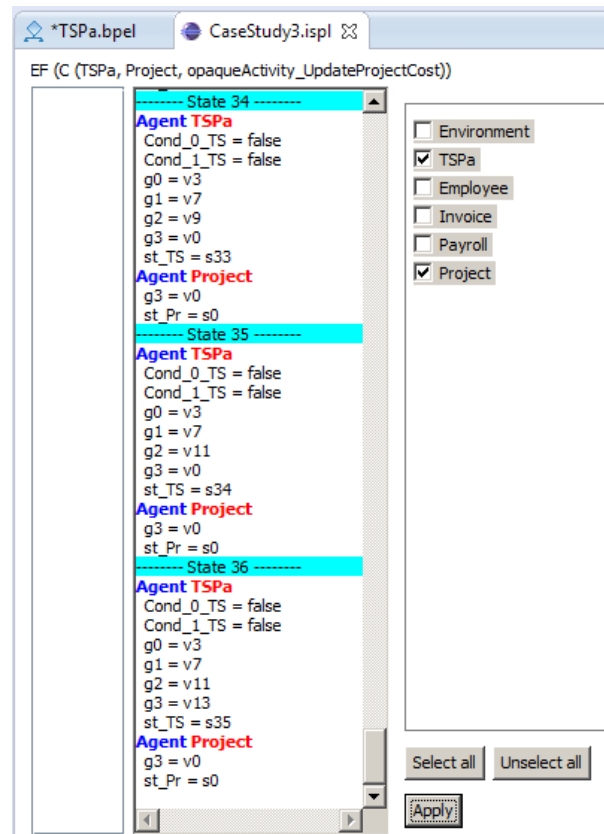 *TSPa.bpel
CaseStudy3.ispl
EF (C (TSPa, Project, opaqueActivity_UpdateProjectCost))
-------- State 34 --------
Agent TSPa
Cond_0_TS = false
Cond_1_TS = false
g0 = v3
g1 = v7
g2 = v9
g3 = v0
st_TS = s33
Agent Project
g3 = v0
st_Pr = s0
-------- State 35 --------
Agent TSPa
Cond_0_TS = false
Cond_1_TS = false
g0 = v3
g1 = v7
g2 = v11
g3 = v0
st_TS = s34
Agent Project
g3 = v0
st_Pr = s0
-------- State 36 --------
Agent TSPa
Cond_0_TS = false
Cond_1_TS = false
g0 = v3
g1 = v7
g2 = v11
g3 = v13
st_TS = s35
Agent Project
g3 = v0
st_Pr = s0
Environment
TSPa
Employee
Invoice
Payroll
Project
Select all
Unselect all
Apply